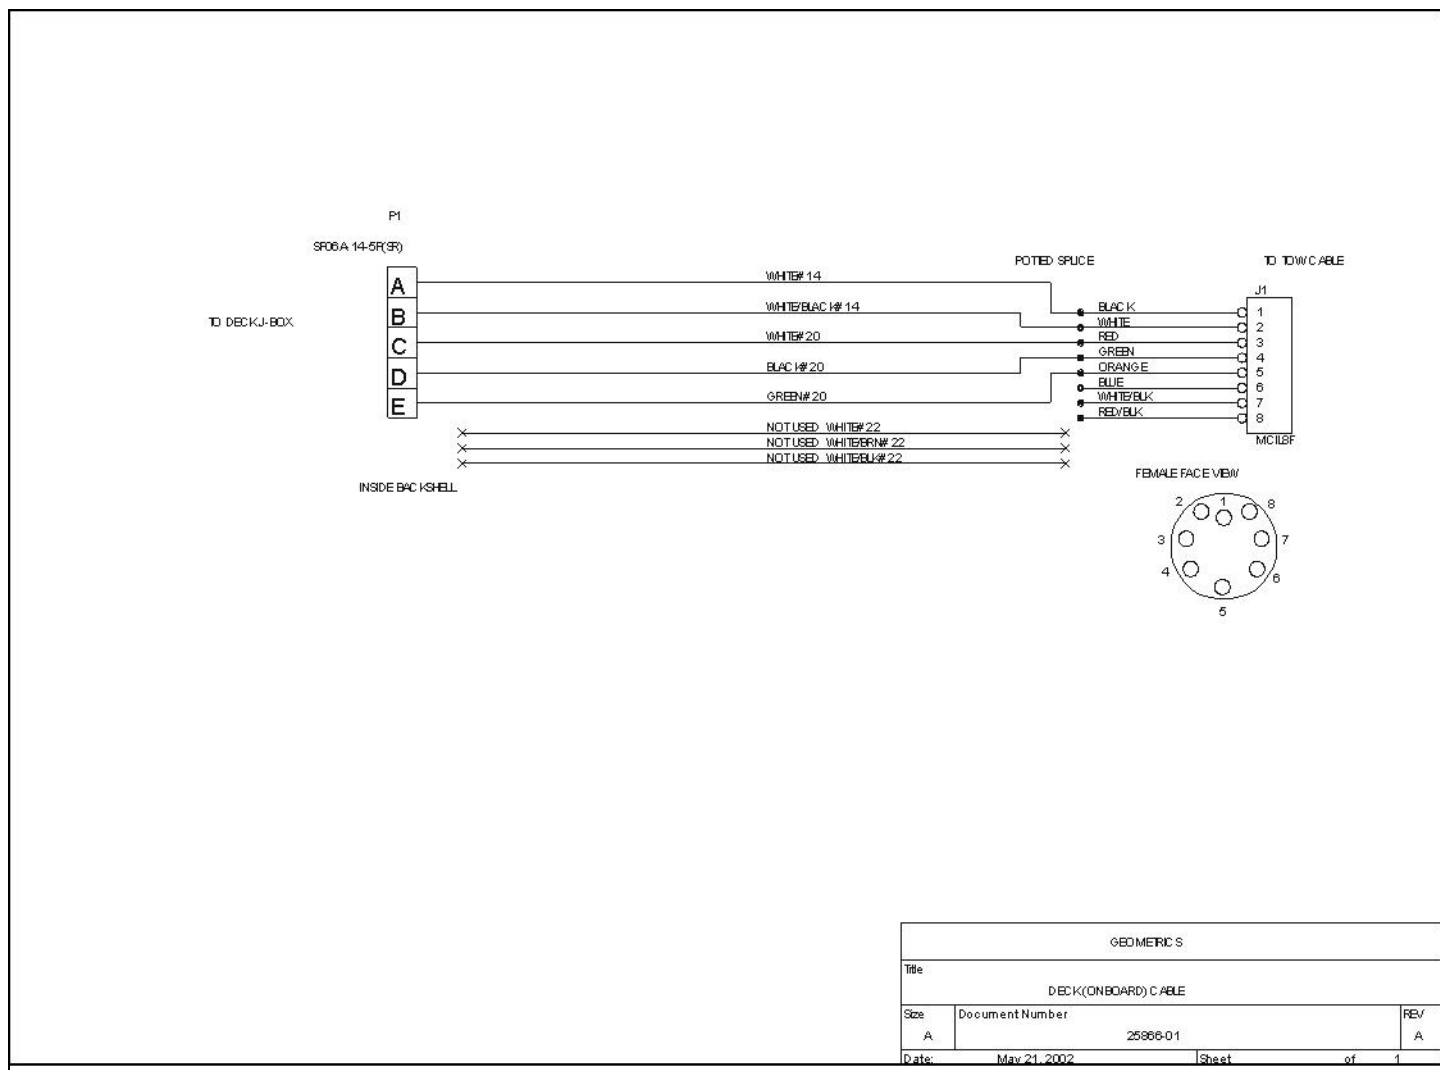 P1
SP06A 14-5P(SR)
TO DECK J-BOX
A
B
C
D
E
WHITE#14
WHITE/BLACK#14
WHITE#20
BLACK#20
GREEN#20
NOT USED WHITE#22
NOT USED WHITE/BRN#22
NOT USED WHITE/BLK#22
INSIDE BACKSHELL
POTTED SPLICE
TO TOW CABLE
J1
BLACK 1
WHITE 2
RED 3
GREEN 4
ORANGE 5
BLUE 6
WHITE/BLK 7
RED/BLK 8
MCIL8F
FEMALE FACE VIEW
2 1 8
3 7
4 6
5
GEOMETRICS
Title
DECK(ONBOARD) CABLE
Size Document Number REV
A 25866-01 A
Date: May 21, 2002 Sheet of 1